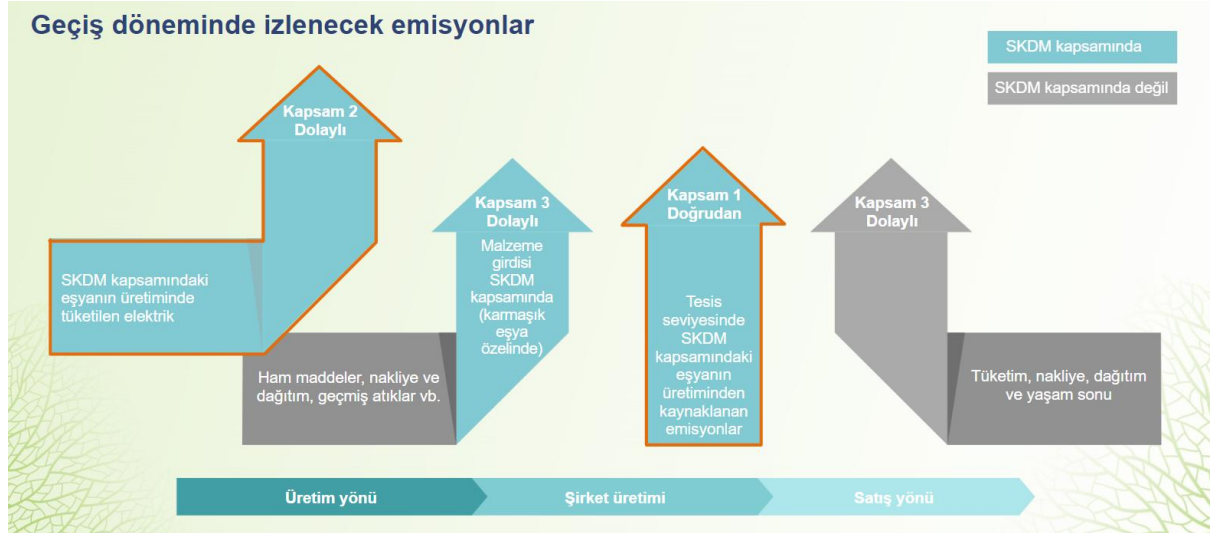 Geçiş döneminde izlenecek emisyonlar
SKDM kapsamında
SKDM kapsamında değil
Kapsam 2
Dolaylı
SKDM kapsamındaki
eşyanın üretiminde
tüketilen elektrik
Kapsam 3
Dolaylı
Malzeme
girdisi
SKDM
kapsamında
(karmaşık
eşya
özelinde)
Ham maddeler, nakliye ve
dağıtım, geçmiş atıklar vb.
Kapsam 1
Doğrudan
Tesis
seviyesinde
SKDM
kapsamındaki
eşyanın
üretiminden
kaynaklanan
emisyonlar
Kapsam 3
Dolaylı
Tüketim, nakliye, dağıtım
ve yaşam sonu
Üretim yönü
Şirket üretimi
Satış yönü